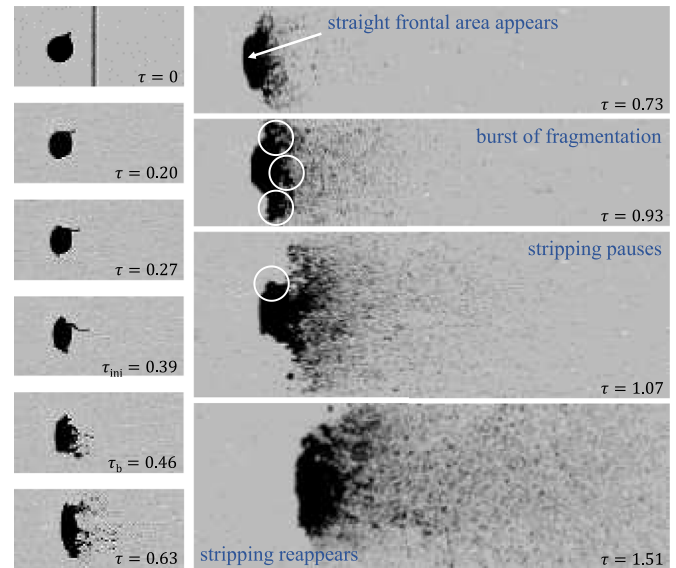 τ = 0
τ = 0.20
τ = 0.27
τ_ini = 0.39
τ_b = 0.46
τ = 0.63
straight frontal area appears
τ = 0.73
burst of fragmentation
τ = 0.93
stripping pauses
τ = 1.07
stripping reappears
τ = 1.51